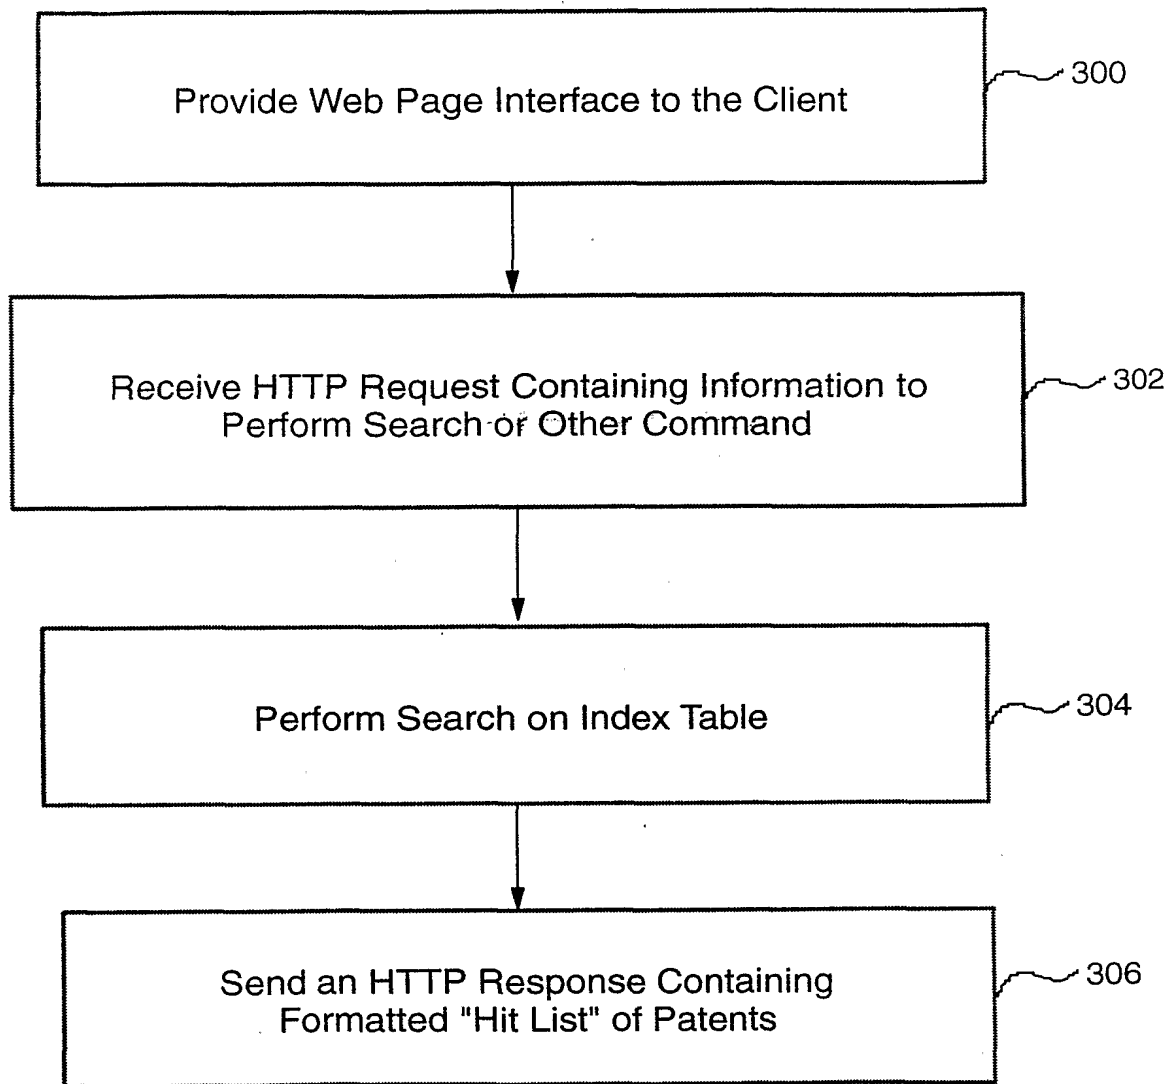 Provide Web Page Interface to the Client
300
Receive HTTP Request Containing Information to
Perform Search or Other Command
302
Perform Search on Index Table
304
Send an HTTP Response Containing
Formatted "Hit List" of Patents
306